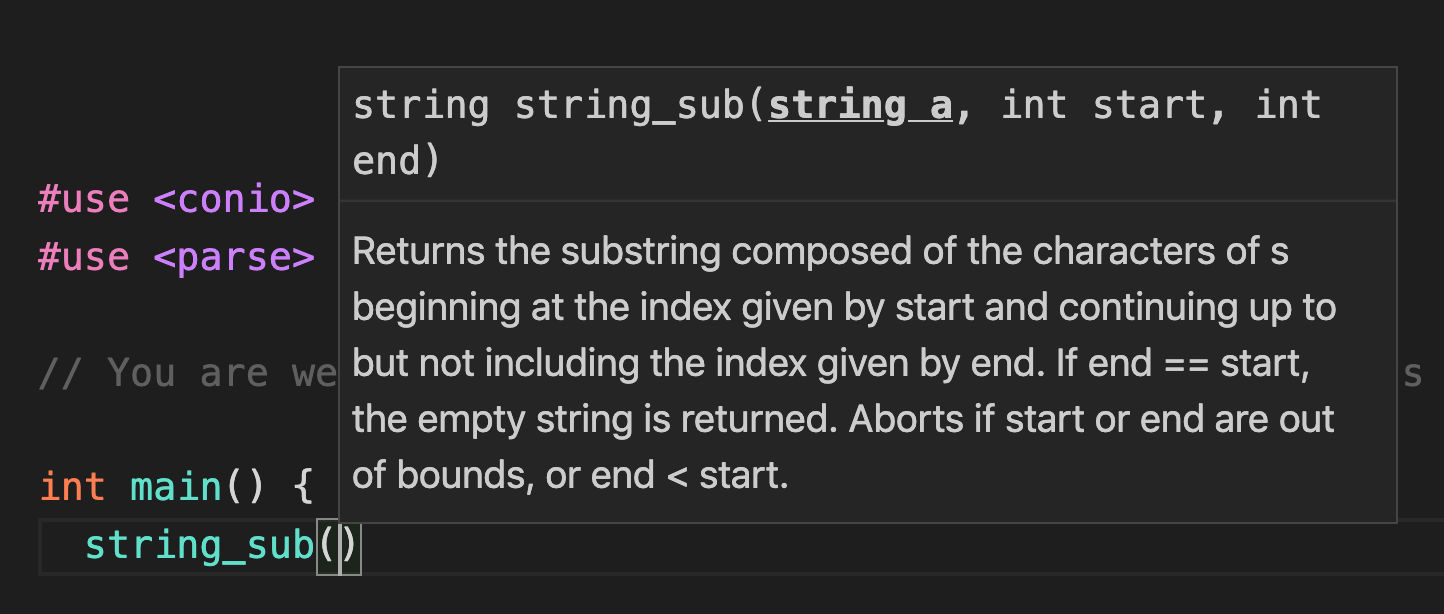 string string_sub(string a, int start, int
end)
#use <conio>
#use <parse>
Returns the substring composed of the characters of s
beginning at the index given by start and continuing up to
but not including the index given by end. If end == start,
the empty string is returned. Aborts if start or end are out
of bounds, or end < start.
// You are we
s
int main() {
string_sub()